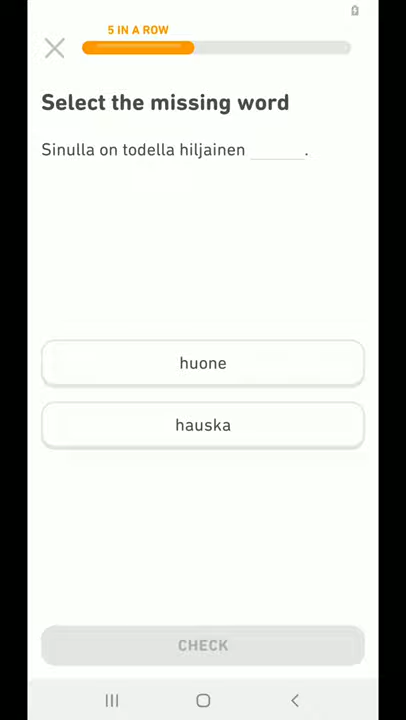 5 IN A ROW
Select the missing word
Sinulla on todella hiljainen ______.
huone
hauska
CHECK